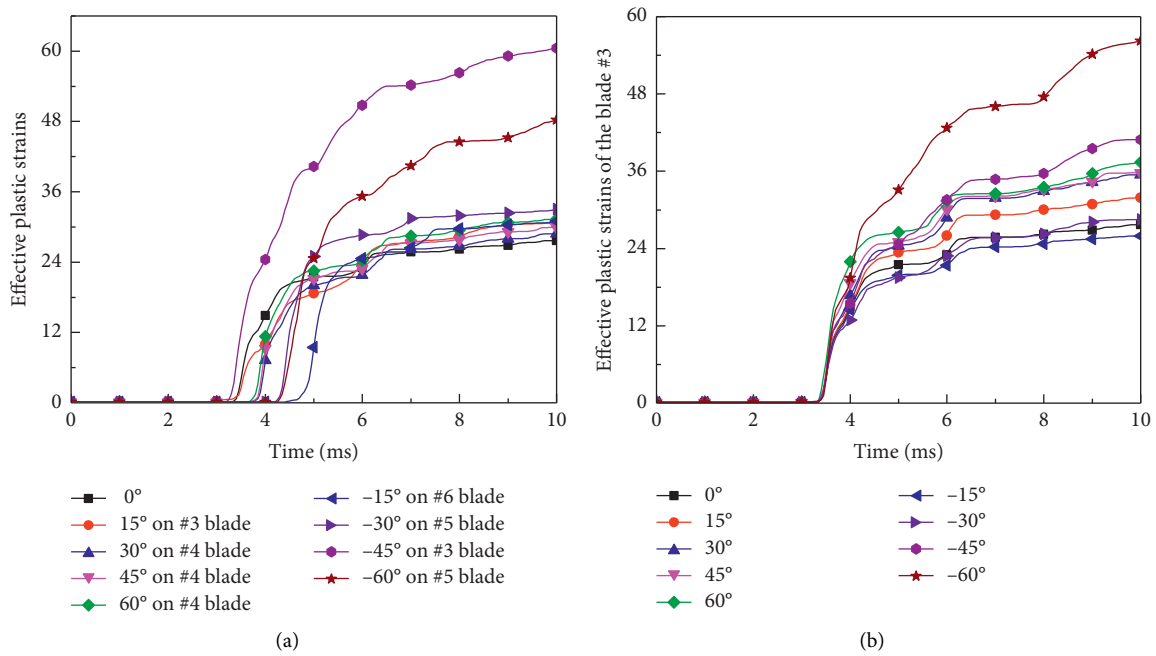 60
48
36
24
12
0
Effective plastic strains
0 2 4 6 8 10
Time (ms)
0°
15° on #3 blade
30° on #4 blade
45° on #4 blade
60° on #4 blade
–15° on #6 blade
–30° on #5 blade
–45° on #3 blade
–60° on #5 blade
(a)
60
48
36
24
12
0
Effective plastic strains of the blade #3
0 2 4 6 8 10
Time (ms)
0°
15°
30°
45°
60°
–15°
–30°
–45°
–60°
(b)